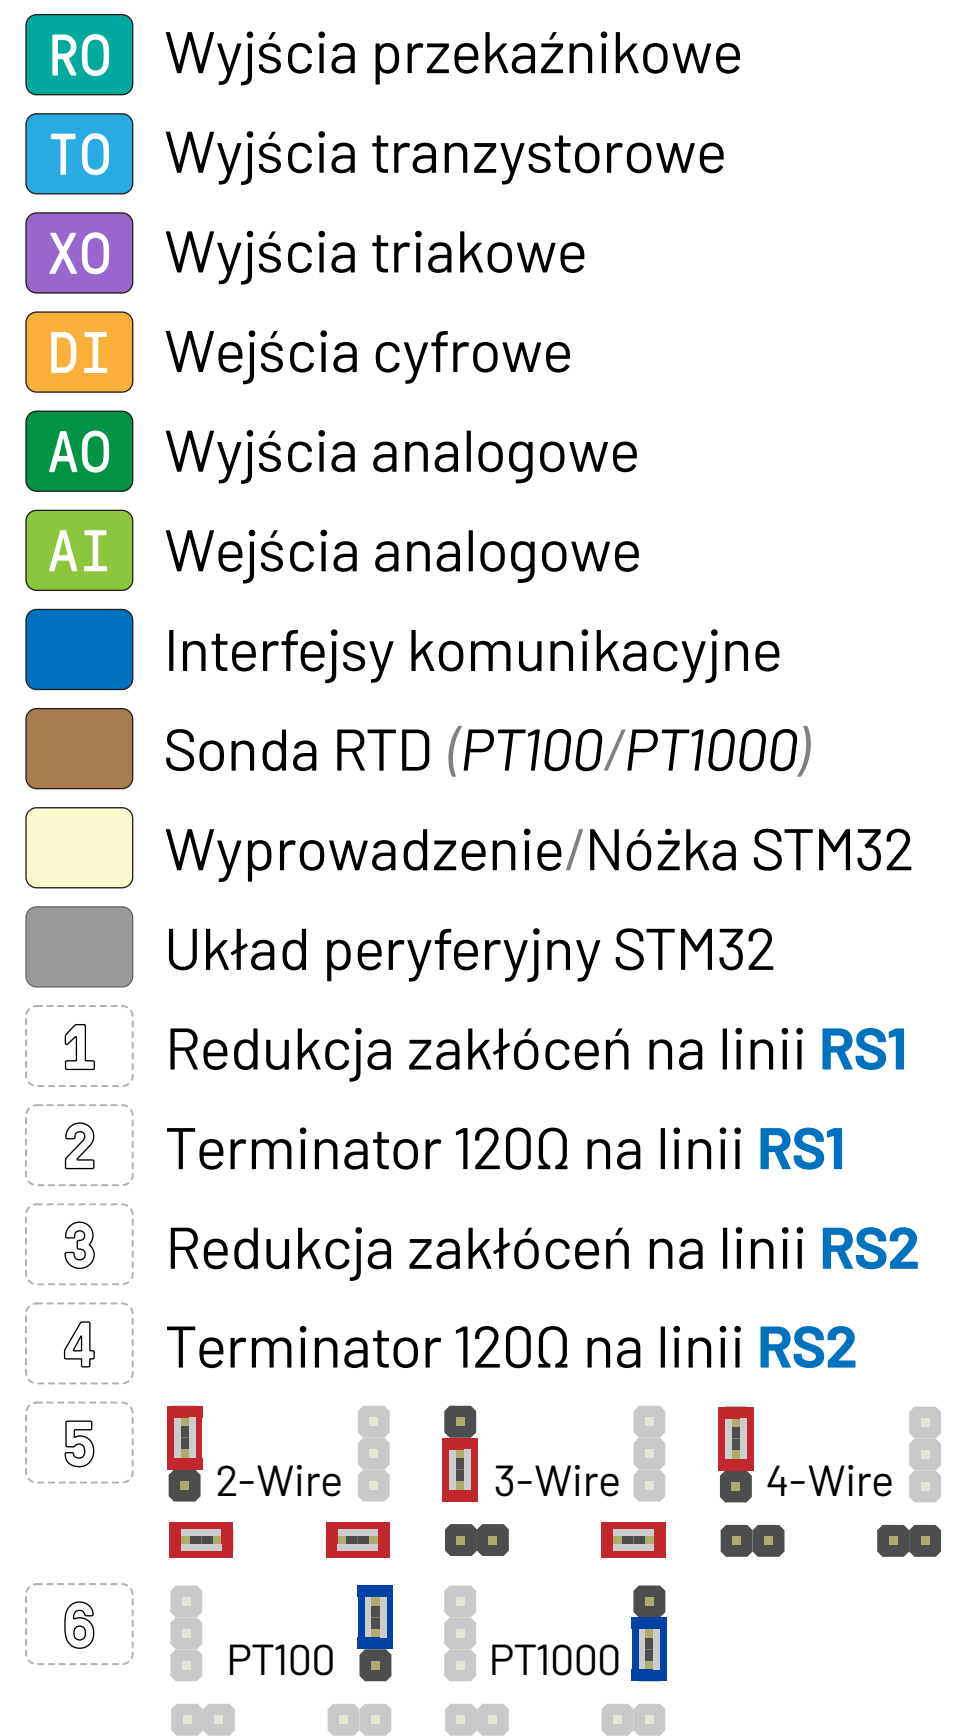 RO Wyjścia przekaźnikowe
TO Wyjścia tranzystorowe
XO Wyjścia triakowe
DI Wejścia cyfrowe
AO Wyjścia analogowe
AI Wejścia analogowe
Interfejsy komunikacyjne
Sonda RTD (PT100/PT1000)
Wyprowadzenie/Nóżka STM32
Układ peryferyjny STM32
1 Redukcja zakłóceń na linii RS1
2 Terminator 120Ω na linii RS1
3 Redukcja zakłóceń na linii RS2
4 Terminator 120Ω na linii RS2
5 2-Wire 3-Wire 4-Wire
6 PT100 PT1000